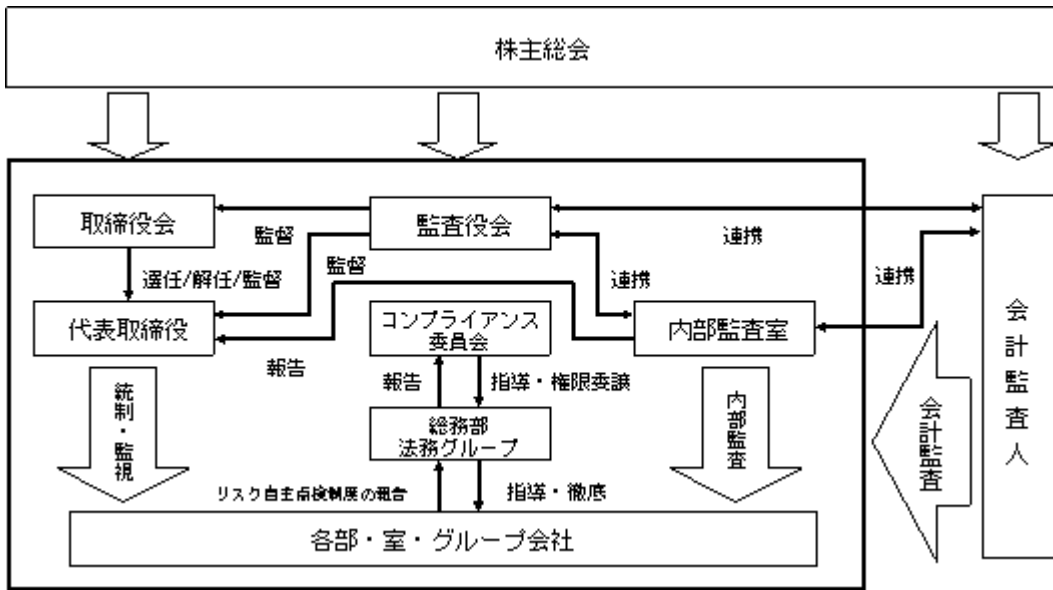 株主総会
取締役会
監査役会
監督
連携
選任/解任/監督
監督
連携
連携
代表取締役
コンプライアンス
委員会
内部監査室
会計監査人
報告
報告
指導・権限委譲
統制・監視
総務部
法務グループ
内部監査
会計監査
リスク自主点検制度の報告
指導・徹底
各部・室・グループ会社